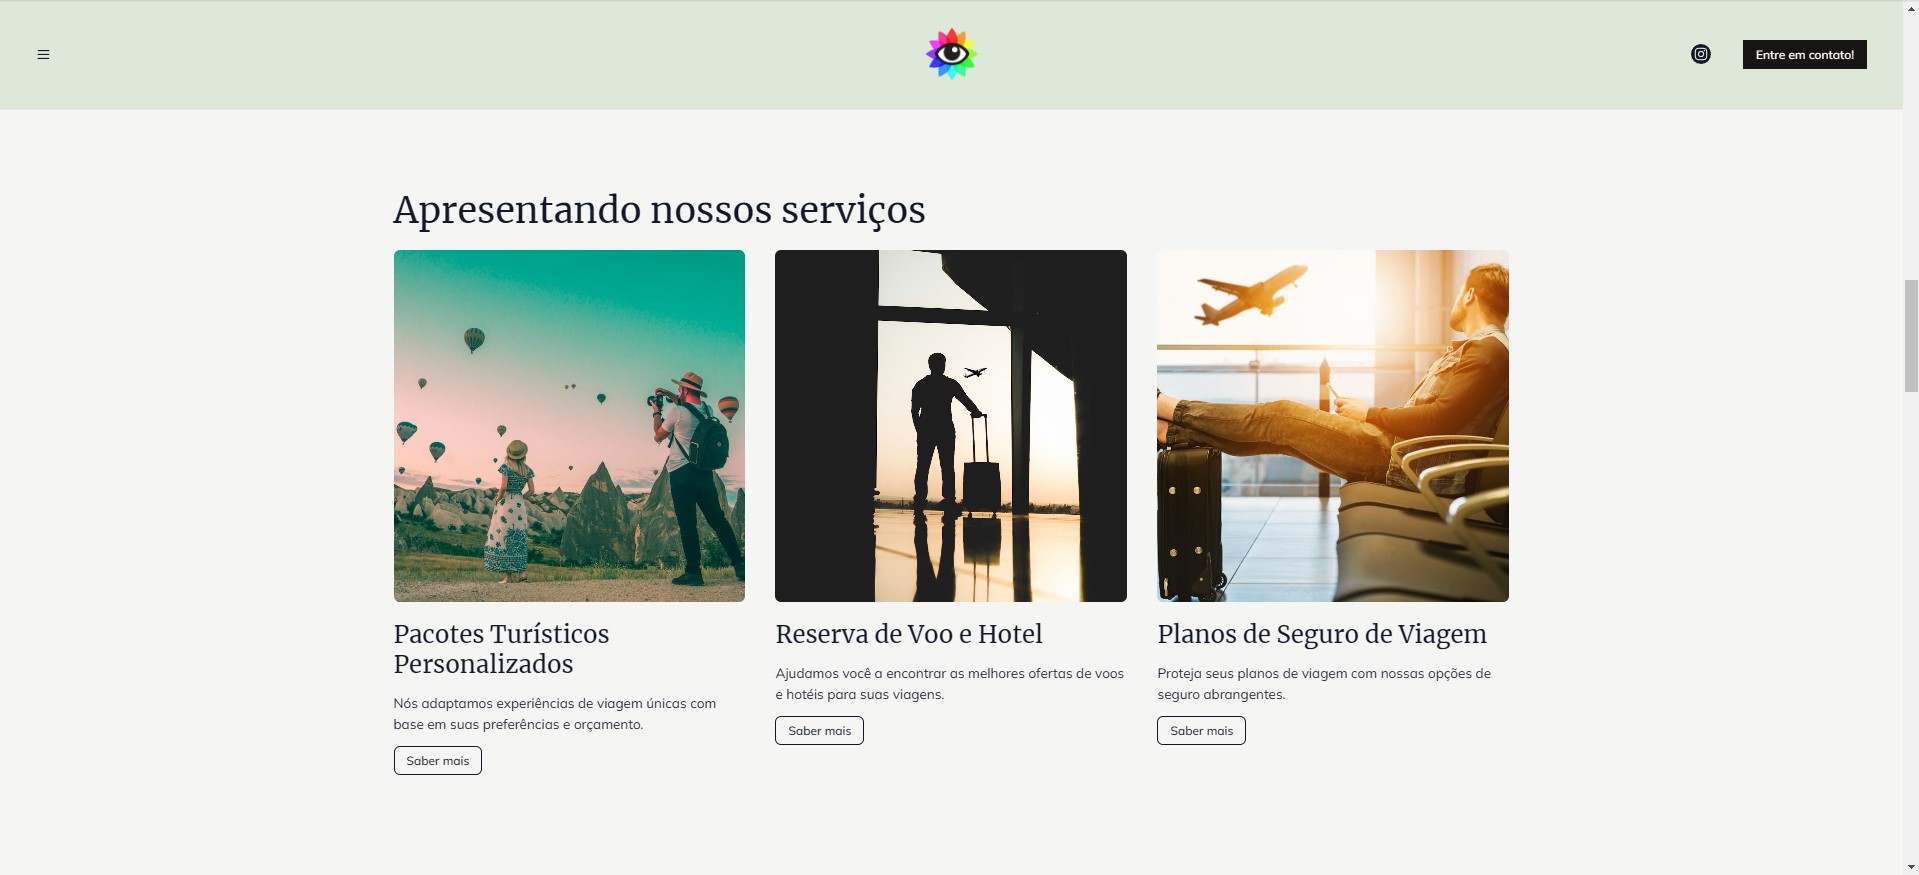 Entre em contato!
Apresentando nossos serviços
Pacotes Turísticos
Personalizados
Nós adaptamos experiências de viagem únicas com
base em suas preferências e orçamento.
Saber mais
Reserva de Voo e Hotel
Ajudamos você a encontrar as melhores ofertas de voos
e hotéis para suas viagens.
Saber mais
Planos de Seguro de Viagem
Proteja seus planos de viagem com nossas opções de
seguro abrangentes.
Saber mais